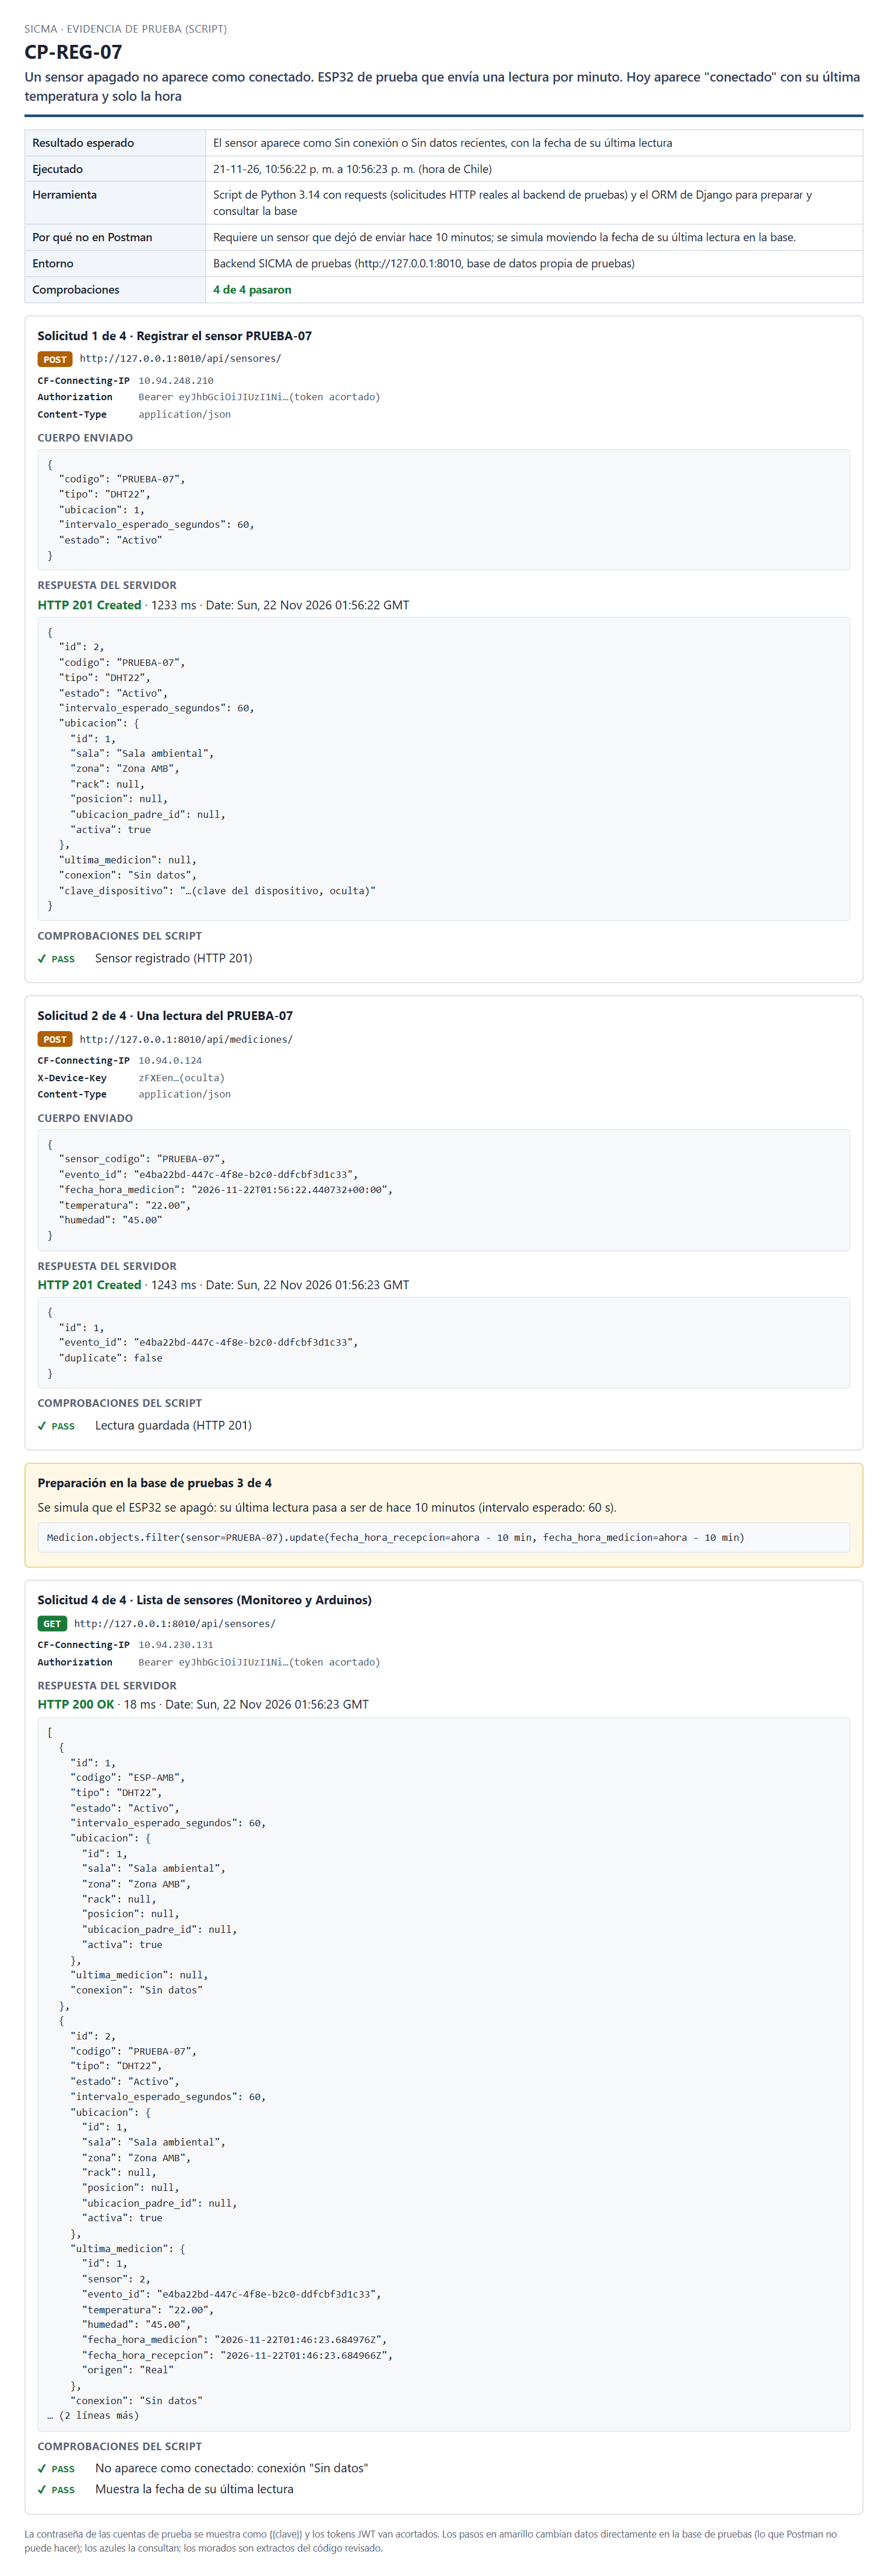 SICMA · EVIDENCIA DE PRUEBA (SCRIPT)
CP-REG-07
Un sensor apagado no aparece como conectado. ESP32 de prueba que envía una lectura por minuto. Hoy aparece "conectado" con su última
temperatura y solo la hora
Resultado esperado El sensor aparece como Sin conexión o Sin datos recientes, con la fecha de su última lectura
Ejecutado 21-11-26, 10:56:22 p. m. a 10:56:23 p. m. (hora de Chile)
Herramienta Script de Python 3.14 con requests (solicitudes HTTP reales al backend de pruebas) y el ORM de Django para preparar y
consultar la base
Por qué no en Postman Requiere un sensor que dejó de enviar hace 10 minutos; se simula moviendo la fecha de su última lectura en la base.
Entorno Backend SICMA de pruebas (http://127.0.0.1:8010, base de datos propia de pruebas)
Comprobaciones 4 de 4 pasaron
Solicitud 1 de 4 · Registrar el sensor PRUEBA-07
POST http://127.0.0.1:8010/api/sensores/
CF-Connecting-IP 10.94.248.210
Authorization Bearer eyJhbGciOiJIUzI1Ni…(token acortado)
Content-Type application/json
CUERPO ENVIADO
{
"codigo": "PRUEBA-07",
"tipo": "DHT22",
"ubicacion": 1,
"intervalo_esperado_segundos": 60,
"estado": "Activo"
}
RESPUESTA DEL SERVIDOR
HTTP 201 Created · 1233 ms · Date: Sun, 22 Nov 2026 01:56:22 GMT
{
"id": 2,
"codigo": "PRUEBA-07",
"tipo": "DHT22",
"estado": "Activo",
"intervalo_esperado_segundos": 60,
"ubicacion": {
"id": 1,
"sala": "Sala ambiental",
"zona": "Zona AMB",
"rack": null,
"posicion": null,
"ubicacion_padre_id": null,
"activa": true
},
"ultima_medicion": null,
"conexion": "Sin datos",
"clave_dispositivo": "…(clave del dispositivo, oculta)"
}
COMPROBACIONES DEL SCRIPT
✔ PASS Sensor registrado (HTTP 201)
Solicitud 2 de 4 · Una lectura del PRUEBA-07
POST http://127.0.0.1:8010/api/mediciones/
CF-Connecting-IP 10.94.0.124
X-Device-Key zFXEen…(oculta)
Content-Type application/json
CUERPO ENVIADO
{
"sensor_codigo": "PRUEBA-07",
"evento_id": "e4ba22bd-447c-4f8e-b2c0-ddfcbf3d1c33",
"fecha_hora_medicion": "2026-11-22T01:56:22.440732+00:00",
"temperatura": "22.00",
"humedad": "45.00"
}
RESPUESTA DEL SERVIDOR
HTTP 201 Created · 1243 ms · Date: Sun, 22 Nov 2026 01:56:23 GMT
{
"id": 1,
"evento_id": "e4ba22bd-447c-4f8e-b2c0-ddfcbf3d1c33",
"duplicate": false
}
COMPROBACIONES DEL SCRIPT
✔ PASS Lectura guardada (HTTP 201)
Preparación en la base de pruebas 3 de 4
Se simula que el ESP32 se apagó: su última lectura pasa a ser de hace 10 minutos (intervalo esperado: 60 s).
Medicion.objects.filter(sensor=PRUEBA-07).update(fecha_hora_recepcion=ahora - 10 min, fecha_hora_medicion=ahora - 10 min)
Solicitud 4 de 4 · Lista de sensores (Monitoreo y Arduinos)
GET http://127.0.0.1:8010/api/sensores/
CF-Connecting-IP 10.94.230.131
Authorization Bearer eyJhbGciOiJIUzI1Ni…(token acortado)
RESPUESTA DEL SERVIDOR
HTTP 200 OK · 18 ms · Date: Sun, 22 Nov 2026 01:56:23 GMT
[
{
"id": 1,
"codigo": "ESP-AMB",
"tipo": "DHT22",
"estado": "Activo",
"intervalo_esperado_segundos": 60,
"ubicacion": {
"id": 1,
"sala": "Sala ambiental",
"zona": "Zona AMB",
"rack": null,
"posicion": null,
"ubicacion_padre_id": null,
"activa": true
},
"ultima_medicion": null,
"conexion": "Sin datos"
},
{
"id": 2,
"codigo": "PRUEBA-07",
"tipo": "DHT22",
"estado": "Activo",
"intervalo_esperado_segundos": 60,
"ubicacion": {
"id": 1,
"sala": "Sala ambiental",
"zona": "Zona AMB",
"rack": null,
"posicion": null,
"ubicacion_padre_id": null,
"activa": true
},
"ultima_medicion": {
"id": 1,
"sensor": 2,
"evento_id": "e4ba22bd-447c-4f8e-b2c0-ddfcbf3d1c33",
"temperatura": "22.00",
"humedad": "45.00",
"fecha_hora_medicion": "2026-11-22T01:46:23.684976Z",
"fecha_hora_recepcion": "2026-11-22T01:46:23.684966Z",
"origen": "Real"
},
"conexion": "Sin datos"
… (2 líneas más)
COMPROBACIONES DEL SCRIPT
✔ PASS No aparece como conectado: conexión "Sin datos"
✔ PASS Muestra la fecha de su última lectura
La contraseña de las cuentas de prueba se muestra como {{clave}} y los tokens JWT van acortados. Los pasos en amarillo cambian datos directamente en la base de pruebas (lo que Postman no
puede hacer); los azules la consultan; los morados son extractos del código revisado.